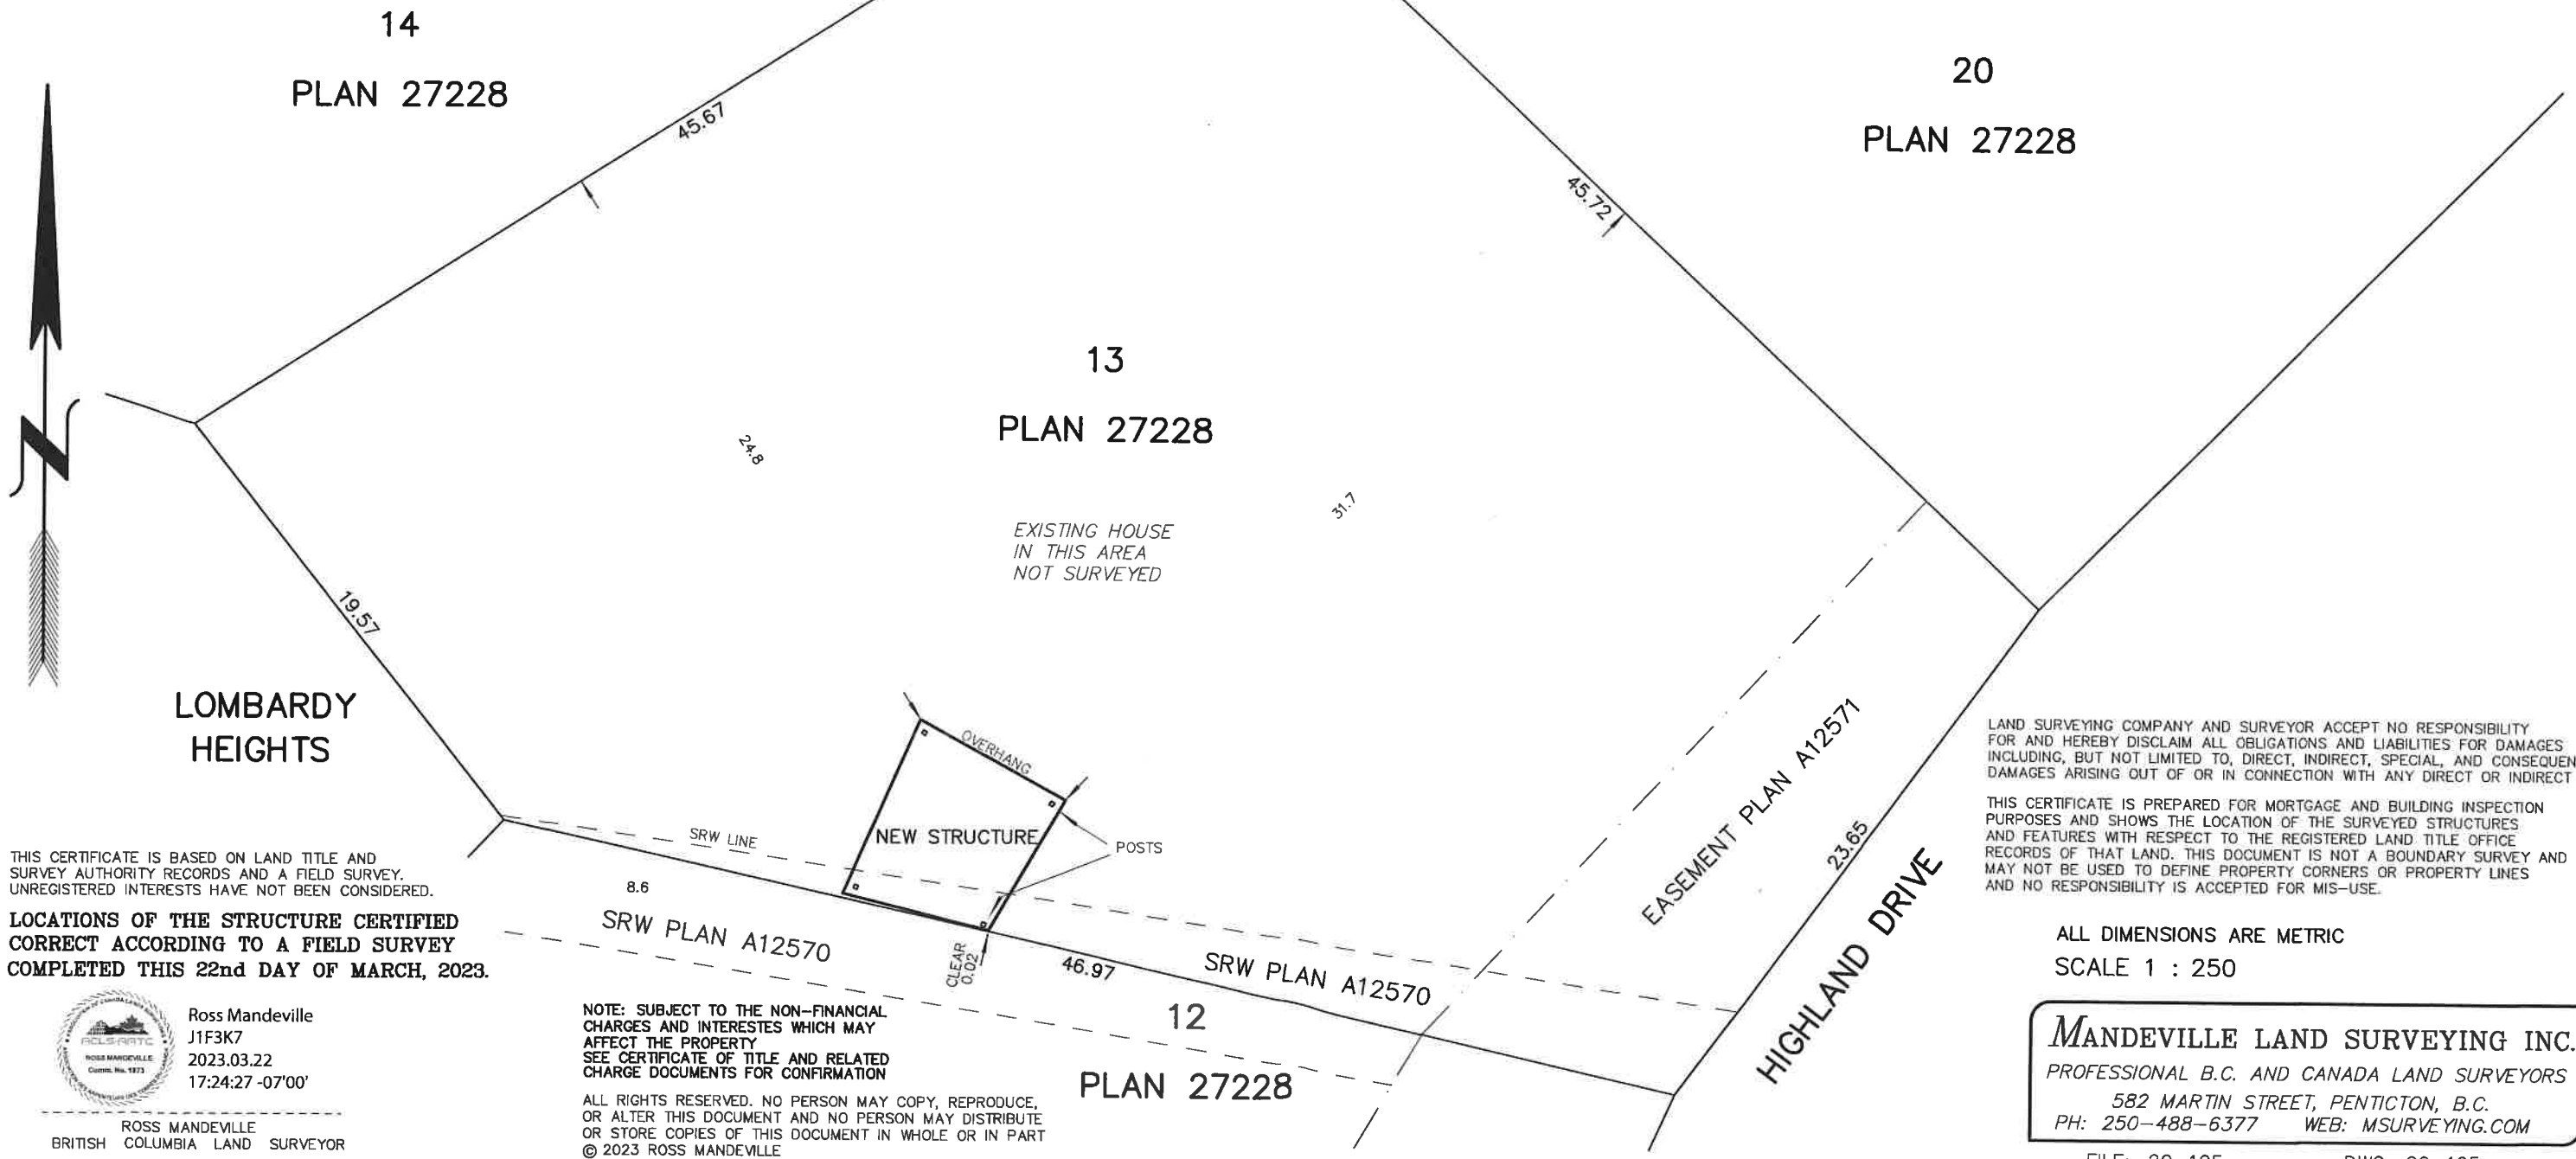 14
PLAN 27228
20
PLAN 27228
45.67
45.72
13
PLAN 27228
24.8
31.7
EXISTING HOUSE
IN THIS AREA
NOT SURVEYED
N
19.57
LOMBARDY
HEIGHTS
OVERHANG
NEW STRUCTURE
POSTS
SRW LINE
8.6
SRW PLAN A12570
CLEAR
0.02
46.97
SRW PLAN A12570
EASEMENT PLAN A12571
23.65
HIGHLAND DRIVE
12
PLAN 27228
THIS CERTIFICATE IS BASED ON LAND TITLE AND
SURVEY AUTHORITY RECORDS AND A FIELD SURVEY.
UNREGISTERED INTERESTS HAVE NOT BEEN CONSIDERED.
LOCATIONS OF THE STRUCTURE CERTIFIED
CORRECT ACCORDING TO A FIELD SURVEY
COMPLETED THIS 22nd DAY OF MARCH, 2023.
ACLS-AATC
ROSS MANDEVILLE
Comm. No. 1973
Ross Mandeville
J1F3K7
2023.03.22
17:24:27 -07'00'
ROSS MANDEVILLE
BRITISH COLUMBIA LAND SURVEYOR
NOTE: SUBJECT TO THE NON-FINANCIAL
CHARGES AND INTERESTES WHICH MAY
AFFECT THE PROPERTY
SEE CERTIFICATE OF TITLE AND RELATED
CHARGE DOCUMENTS FOR CONFIRMATION
ALL RIGHTS RESERVED. NO PERSON MAY COPY, REPRODUCE,
OR ALTER THIS DOCUMENT AND NO PERSON MAY DISTRIBUTE
OR STORE COPIES OF THIS DOCUMENT IN WHOLE OR IN PART
© 2023 ROSS MANDEVILLE
LAND SURVEYING COMPANY AND SURVEYOR ACCEPT NO RESPONSIBILITY
FOR AND HEREBY DISCLAIM ALL OBLIGATIONS AND LIABILITIES FOR DAMAGES
INCLUDING, BUT NOT LIMITED TO, DIRECT, INDIRECT, SPECIAL, AND CONSEQUEN
DAMAGES ARISING OUT OF OR IN CONNECTION WITH ANY DIRECT OR INDIRECT
THIS CERTIFICATE IS PREPARED FOR MORTGAGE AND BUILDING INSPECTION
PURPOSES AND SHOWS THE LOCATION OF THE SURVEYED STRUCTURES
AND FEATURES WITH RESPECT TO THE REGISTERED LAND TITLE OFFICE
RECORDS OF THAT LAND. THIS DOCUMENT IS NOT A BOUNDARY SURVEY AND
MAY NOT BE USED TO DEFINE PROPERTY CORNERS OR PROPERTY LINES
AND NO RESPONSIBILITY IS ACCEPTED FOR MIS-USE.
ALL DIMENSIONS ARE METRIC
SCALE 1 : 250
MANDEVILLE LAND SURVEYING INC.
PROFESSIONAL B.C. AND CANADA LAND SURVEYORS
582 MARTIN STREET, PENTICTON, B.C.
PH: 250-488-6377 WEB: MSURVEYING.COM